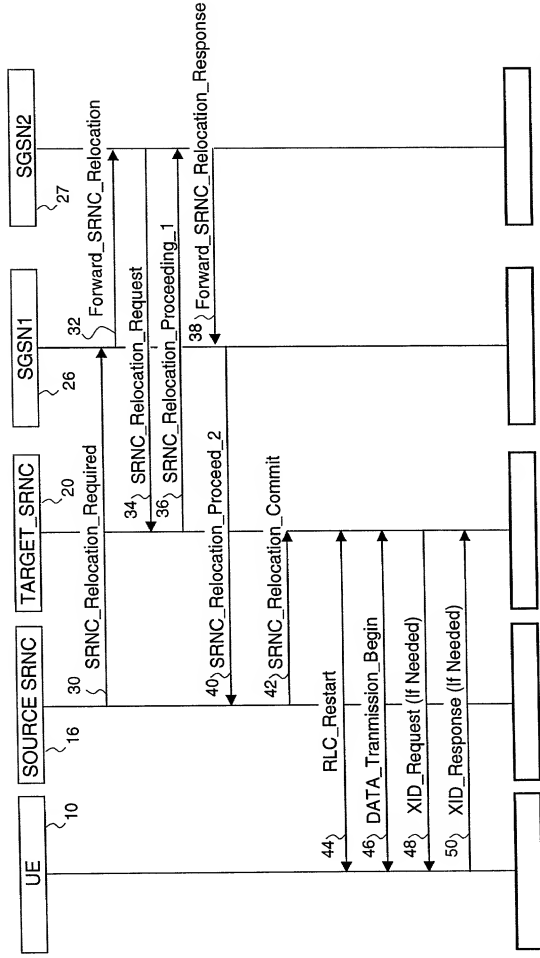 UE
10
SOURCE SRNC
16
TARGET_SRNC
20
SGSN1
26
SGSN2
27
30 SRNC_Relocation_Required
32 Forward_SRNC_Relocation
34 SRNC_Relocation_Request
36 SRNC_Relocation_Proceeding_1
38 Forward_SRNC_Relocation_Response
40 SRNC_Relocation_Proceed_2
42 SRNC_Relocation_Commit
44 RLC_Restart
46 DATA_Tranmission_Begin
48 XID_Request (If Needed)
50 XID_Response (If Needed)